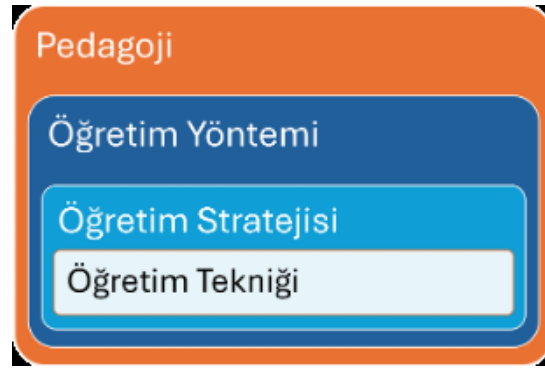 Pedagoji
Öğretim Yöntemi
Öğretim Stratejisi
Öğretim Tekniği